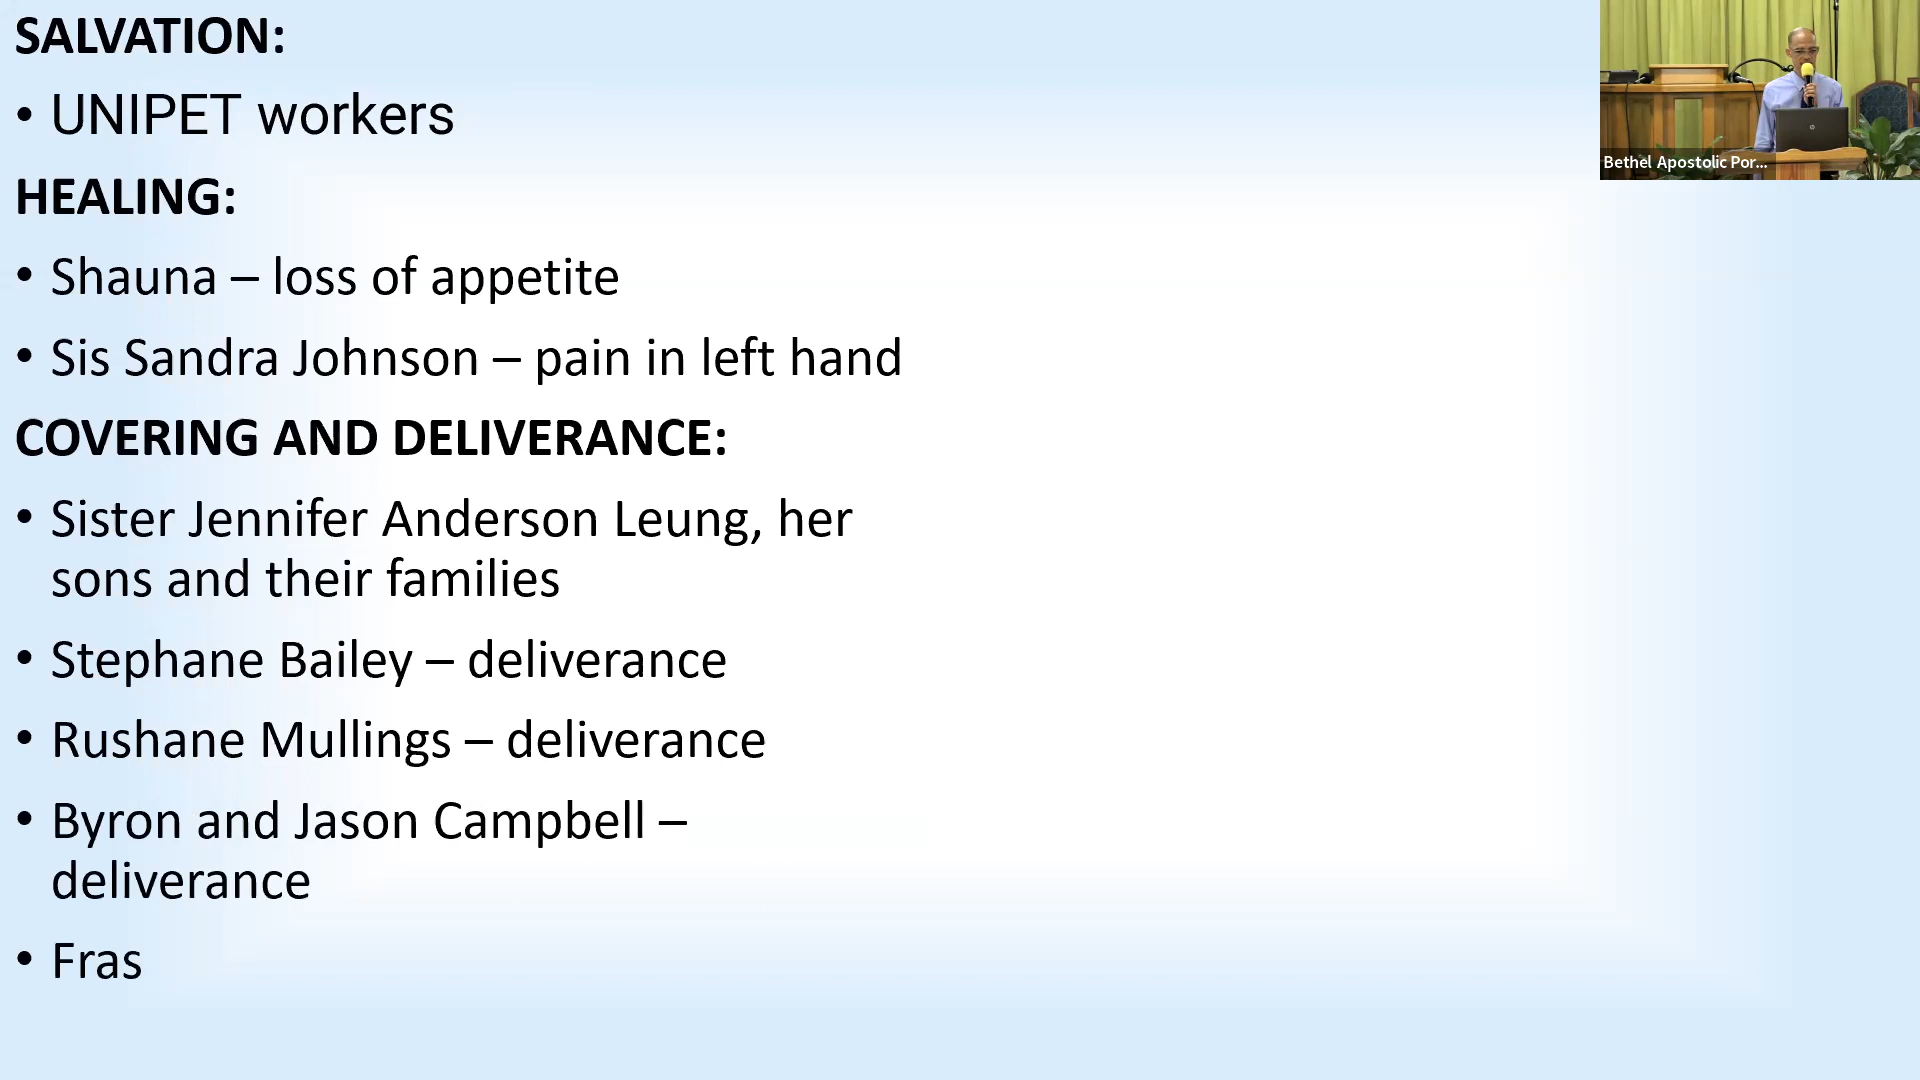 SALVATION:
• UNIPET workers
HEALING:
• Shauna – loss of appetite
• Sis Sandra Johnson – pain in left hand
COVERING AND DELIVERANCE:
• Sister Jennifer Anderson Leung, her
sons and their families
• Stephane Bailey – deliverance
• Rushane Mullings – deliverance
• Byron and Jason Campbell –
deliverance
• Fras
Bethel Apostolic Por...